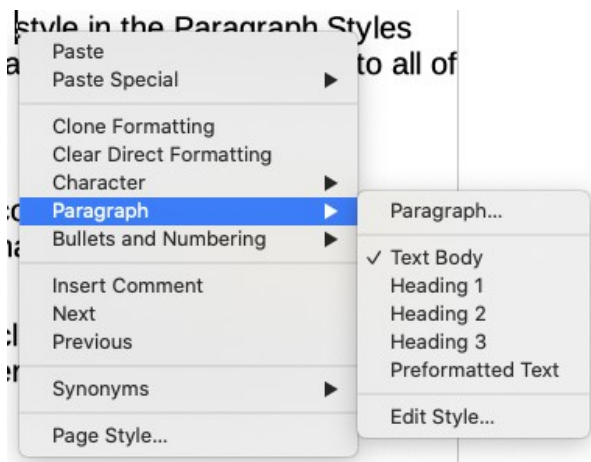 style in the Paragraph Styles
to all of
Paste
Paste Special
Clone Formatting
Clear Direct Formatting
Character
Paragraph
Bullets and Numbering
Insert Comment
Next
Previous
Synonyms
Page Style...
Paragraph...
Text Body
Heading 1
Heading 2
Heading 3
Preformatted Text
Edit Style...